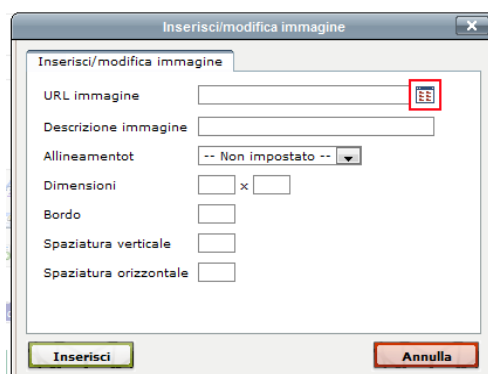 Inserisci/modifica immagine
Inserisci/modifica immagine
URL immagine
Descrizione immagine
Allineamentot
-- Non impostato --
Dimensioni
x
Bordo
Spaziatura verticale
Spaziatura orizzontale
Inserisci
Annulla